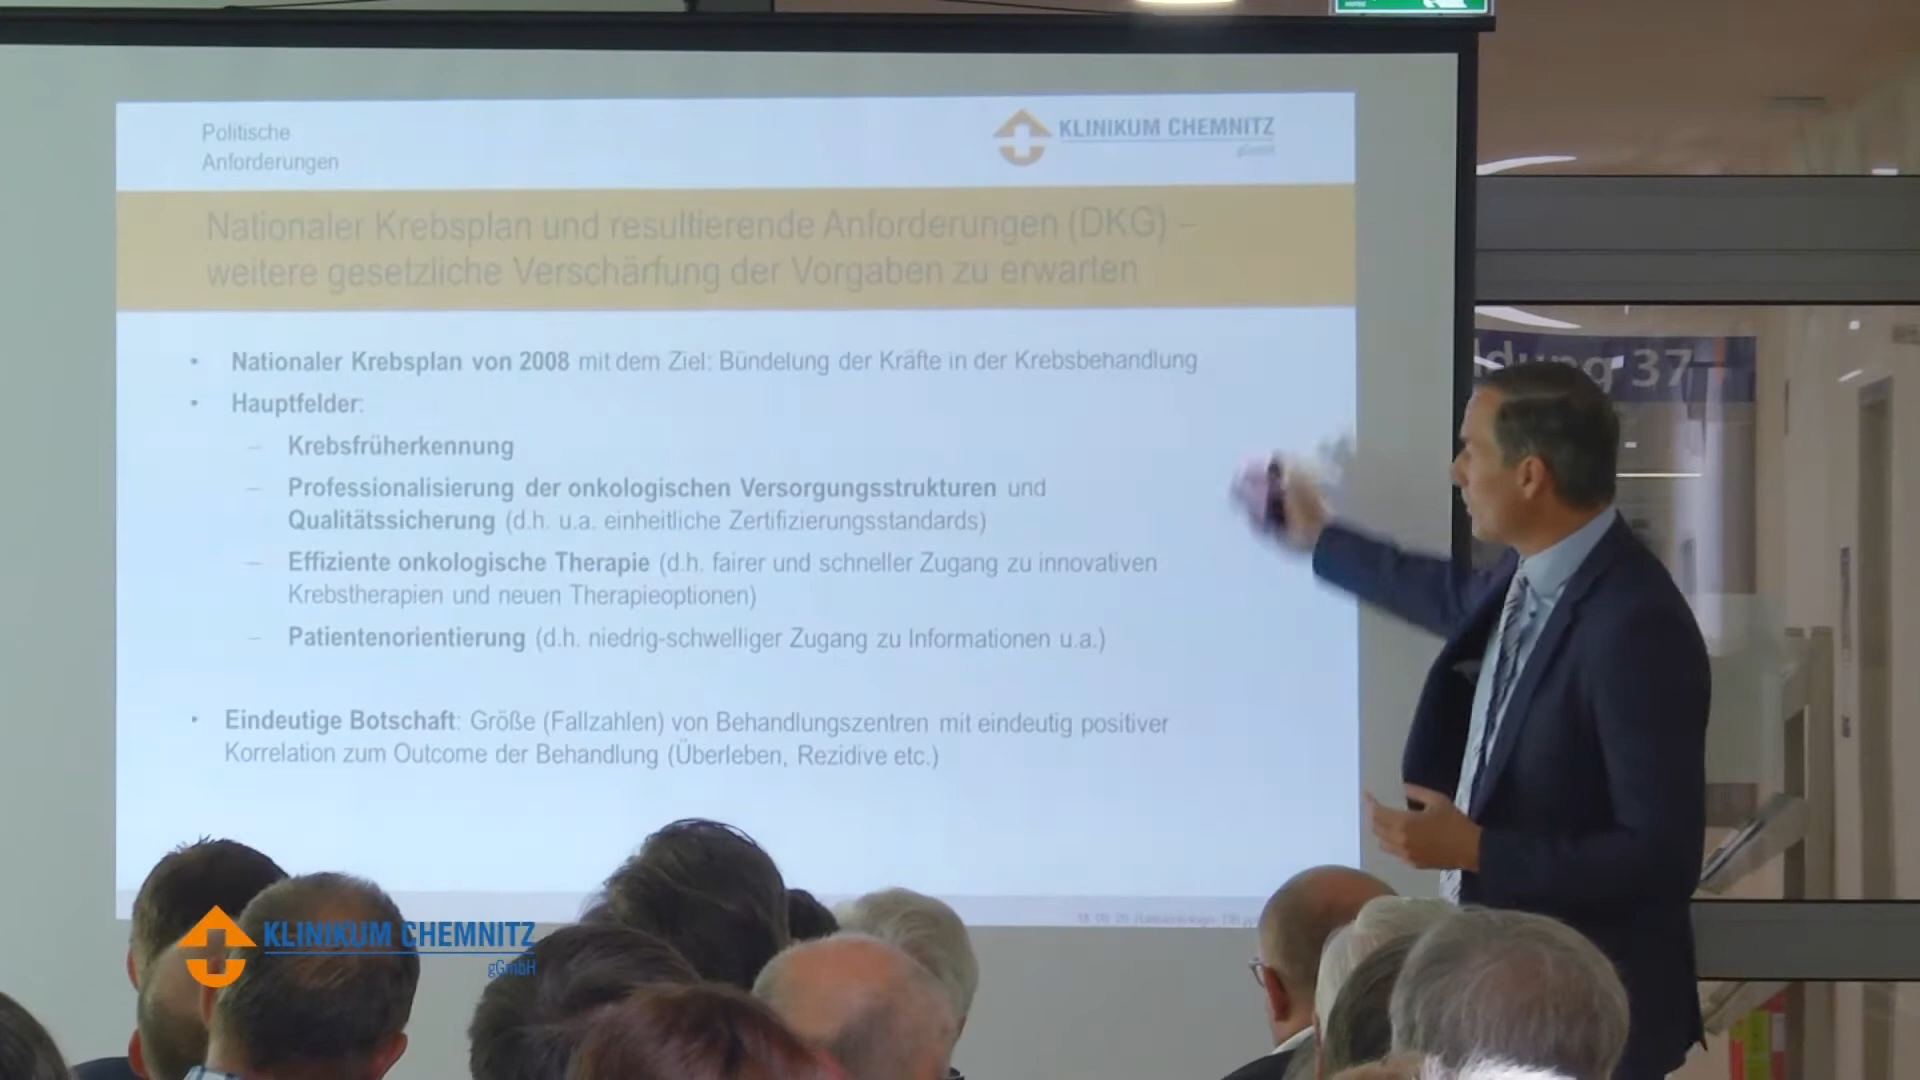 Politische
Anforderungen
KLINIKUM CHEMNITZ
gGmbH
Nationaler Krebsplan und resultierende Anforderungen (DKG) –
weitere gesetzliche Verschärfung der Vorgaben zu erwarten
• Nationaler Krebsplan von 2008 mit dem Ziel: Bündelung der Kräfte in der Krebsbehandlung
• Hauptfelder:
– Krebsfrüherkennung
– Professionalisierung der onkologischen Versorgungsstrukturen und
Qualitätssicherung (d.h. u.a. einheitliche Zertifizierungsstandards)
– Effiziente onkologische Therapie (d.h. fairer und schneller Zugang zu innovativen
Krebstherapien und neuen Therapieoptionen)
– Patientenorientierung (d.h. niedrig-schwelliger Zugang zu Informationen u.a.)
• Eindeutige Botschaft: Größe (Fallzahlen) von Behandlungszentren mit eindeutig positiver
Korrelation zum Outcome der Behandlung (Überleben, Rezidive etc.)
37
KLINIKUM CHEMNITZ
gGmbH